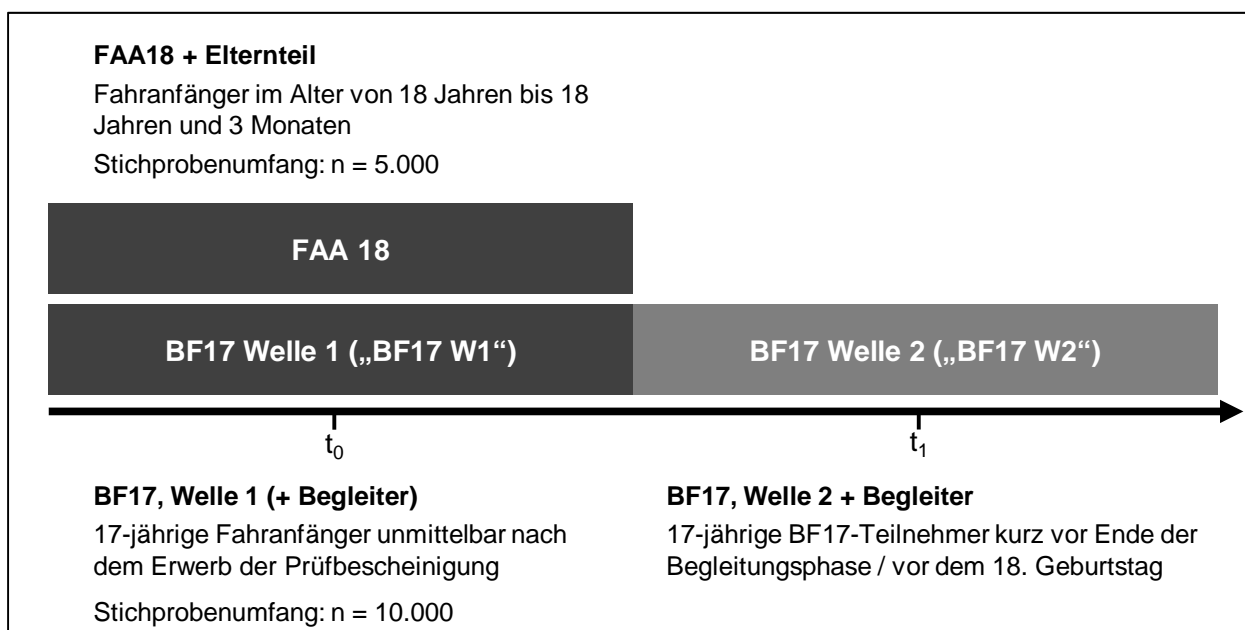 FAA18 + Elternteil
Fahranfänger im Alter von 18 Jahren bis 18
Jahren und 3 Monaten
Stichprobenumfang: n = 5.000
FAA 18
BF17 Welle 1 („BF17 W1“)
BF17 Welle 2 („BF17 W2“)
t0
t1
BF17, Welle 1 (+ Begleiter)
17-jährige Fahranfänger unmittelbar nach
dem Erwerb der Prüfbescheinigung
Stichprobenumfang: n = 10.000
BF17, Welle 2 + Begleiter
17-jährige BF17-Teilnehmer kurz vor Ende der
Begleitungsphase / vor dem 18. Geburtstag